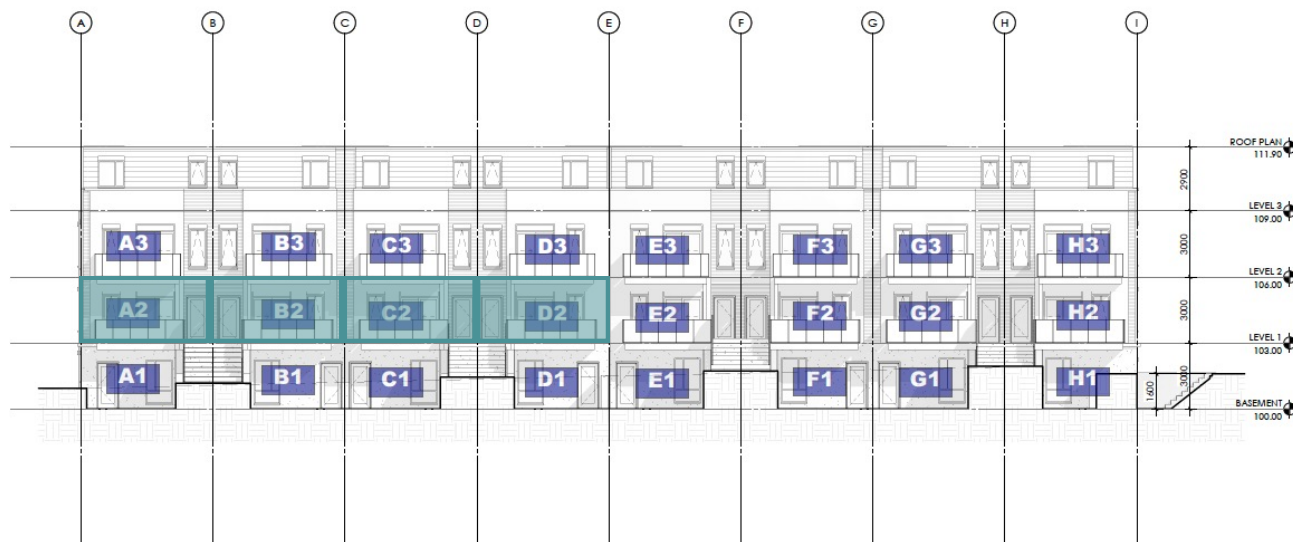 A B C D E F G H I
ROOF PLAN
111.90
2900
LEVEL 3
109.00
A3 B3 C3 D3 E3 F3 G3 H3
3000
LEVEL 2
106.00
A2 B2 C2 D2 E2 F2 G2 H2
3000
LEVEL 1
103.00
A1 B1 C1 D1 E1 F1 G1 H1
3000
1600
BASEMENT
100.00